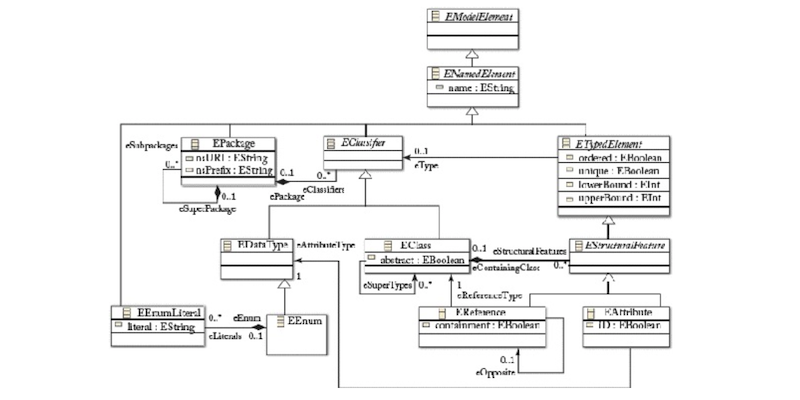 EModelElement
ENamedElement
name : EString
eSubpackages
EPackage
nsURI : EString
nsPrefix : EString
0..*
0..1
eSuperPackage
0..1
0..*
eClassifiers
ePackage
EClassifier
0..1
eType
ETypedElement
ordered : EBoolean
unique : EBoolean
lowerBound : EInt
upperBound : EInt
EDataType
eAttributeType
1
EClass
abstract : EBoolean
0..1
eStructuralFeatures
eContainingClass
0..*
EStructuralFeature
eSuperTypes
0..*
1
eReferenceType
EEnumLiteral
literal : EString
0..*
eEnum
eLiterals
0..1
EEnum
EReference
containment : EBoolean
0..1
eOpposite
EAttribute
ID : EBoolean